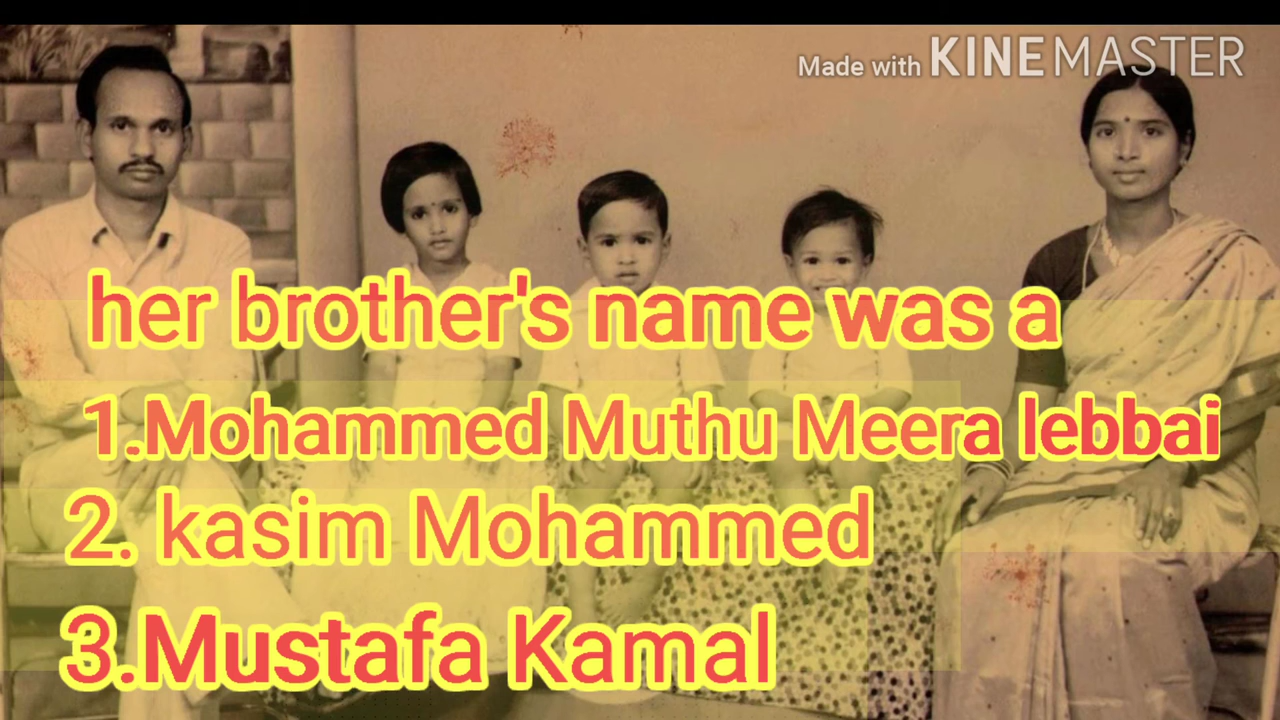 Made with KINEMASTER
her brother's name was a
1.Mohammed Muthu Meera lebbai
2. kasim Mohammed
3.Mustafa Kamal